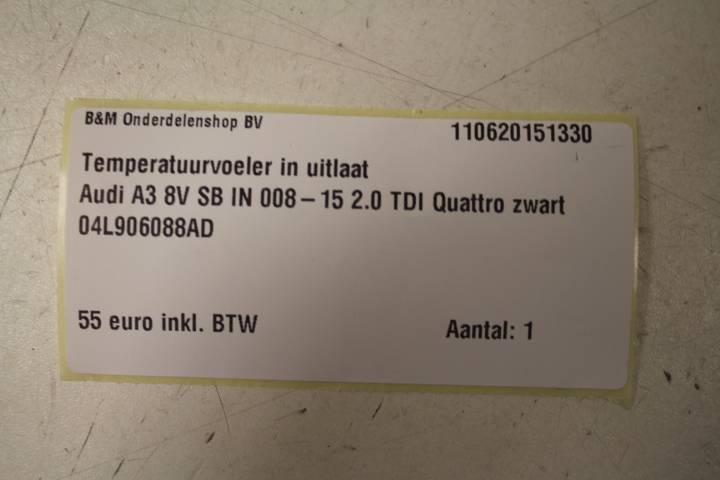 B&M Onderdelenshop BV
110620151330
Temperatuurvoeler in uitlaat
Audi A3 8V SB IN 008 – 15 2.0 TDI Quattro zwart
04L906088AD
55 euro inkl. BTW
Aantal: 1